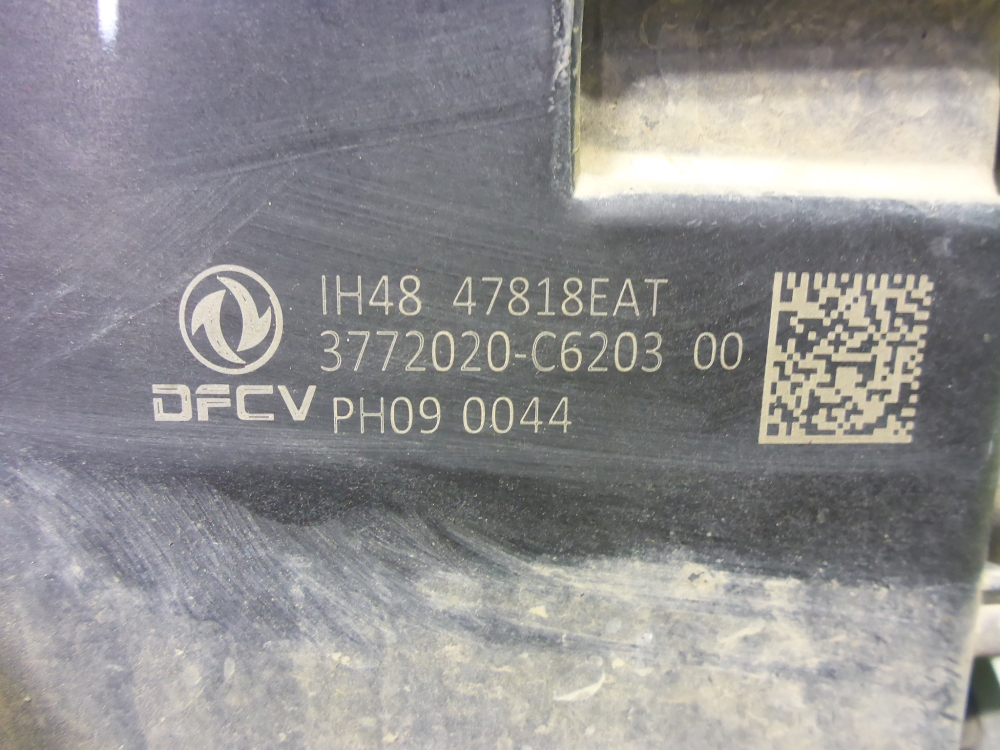 IH48 47818EAT
3772020-C6203 00
DFCV
PH09 0044